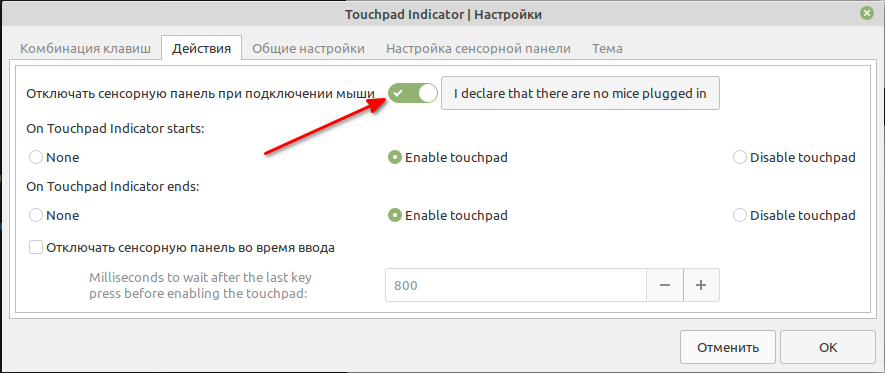 Touchpad Indicator | Настройки
Комбинация клавиш Действия Общие настройки Настройка сенсорной панели Тема
Отключать сенсорную панель при подключении мыши I declare that there are no mice plugged in
On Touchpad Indicator starts:
None Enable touchpad Disable touchpad
On Touchpad Indicator ends:
None Enable touchpad Disable touchpad
Отключать сенсорную панель во время ввода
Milliseconds to wait after the last key
press before enabling the touchpad:
800
Отменить OK